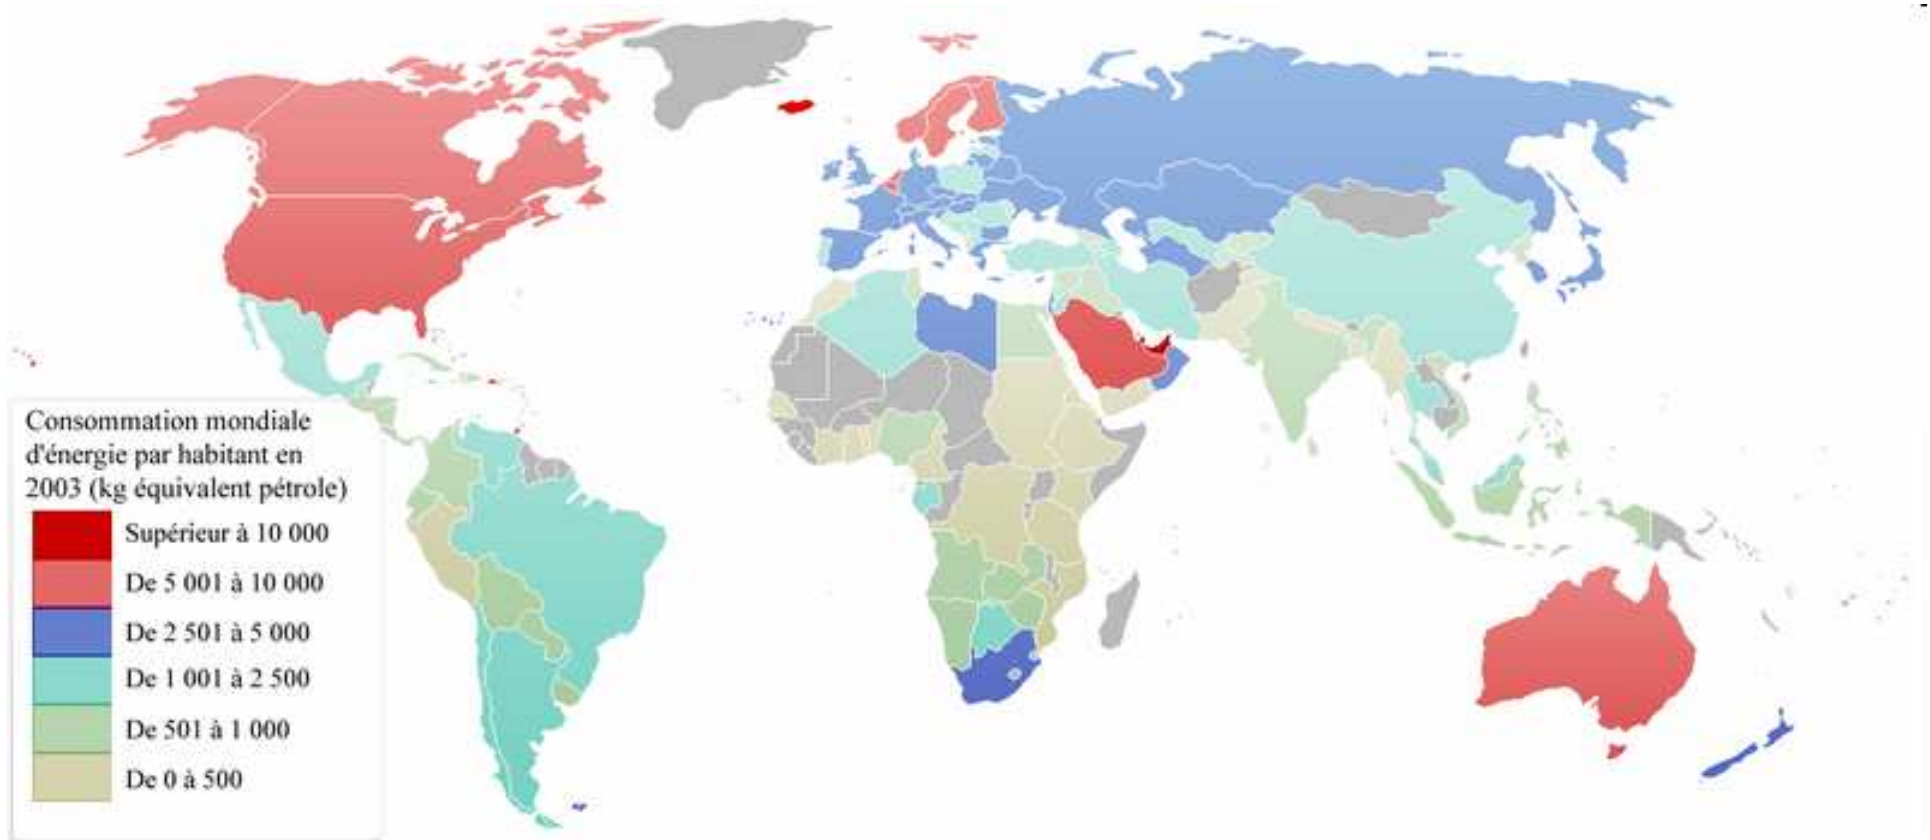 Consommation mondiale
d'énergie par habitant en
2003 (kg équivalent pétrole)
Supérieur à 10 000
De 5 001 à 10 000
De 2 501 à 5 000
De 1 001 à 2 500
De 501 à 1 000
De 0 à 500